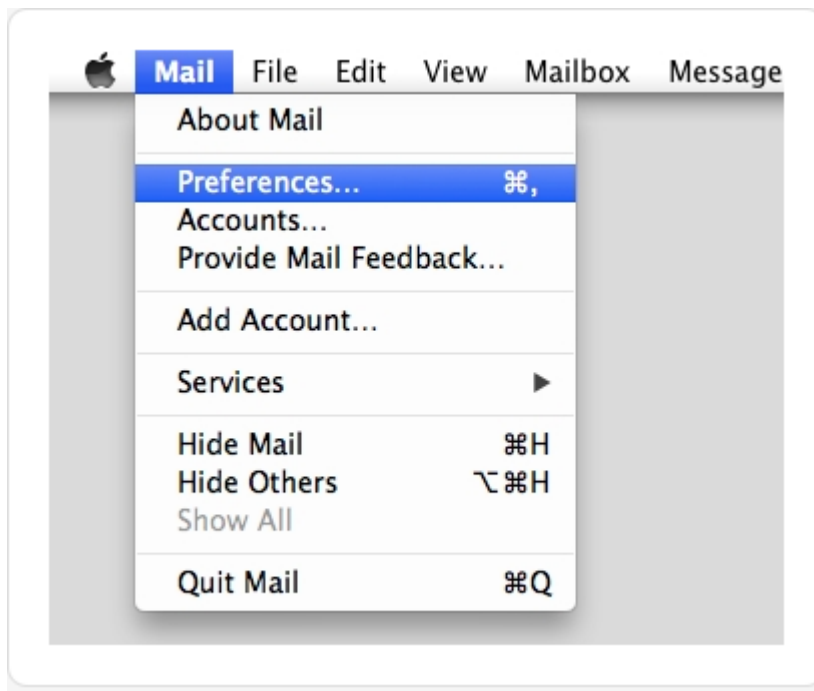 Mail File Edit View Mailbox Message
About Mail
Preferences... ⌘,
Accounts...
Provide Mail Feedback...
Add Account...
Services ▶
Hide Mail ⌘H
Hide Others ⌥⌘H
Show All
Quit Mail ⌘Q